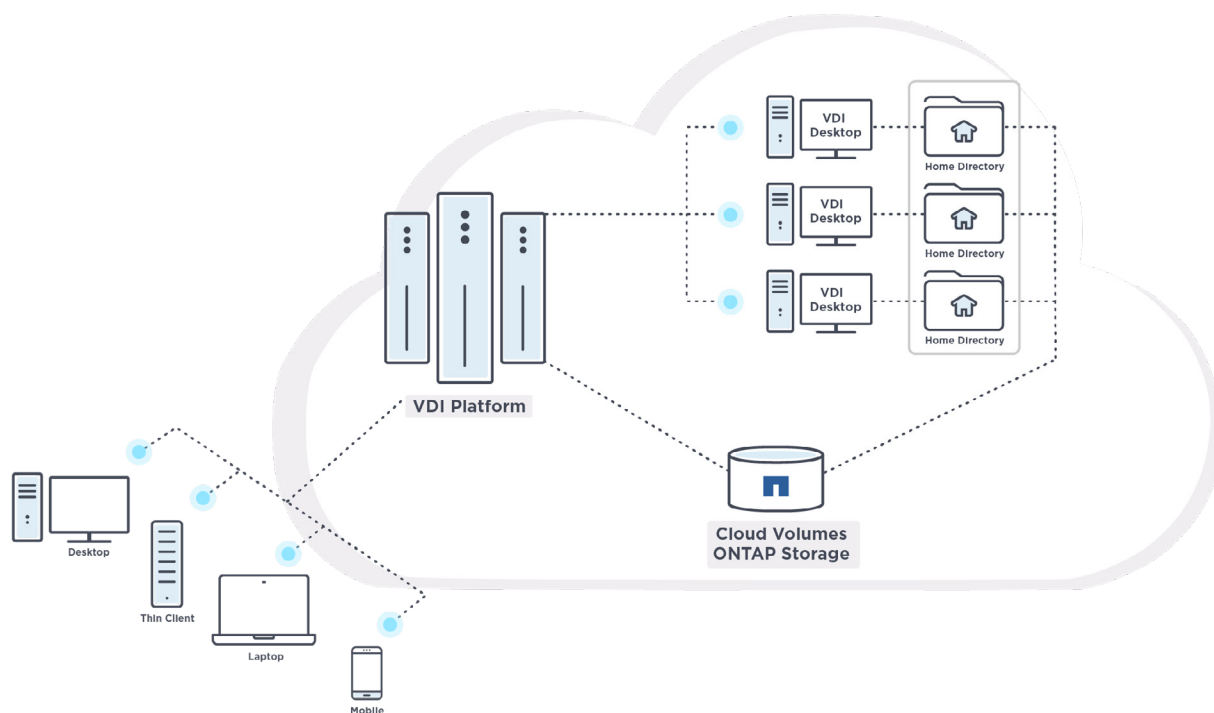 VDI
Desktop
Home Directory
VDI
Desktop
Home Directory
VDI
Desktop
Home Directory
VDI Platform
Cloud Volumes
ONTAP Storage
Desktop
Thin Client
Laptop
Mobile